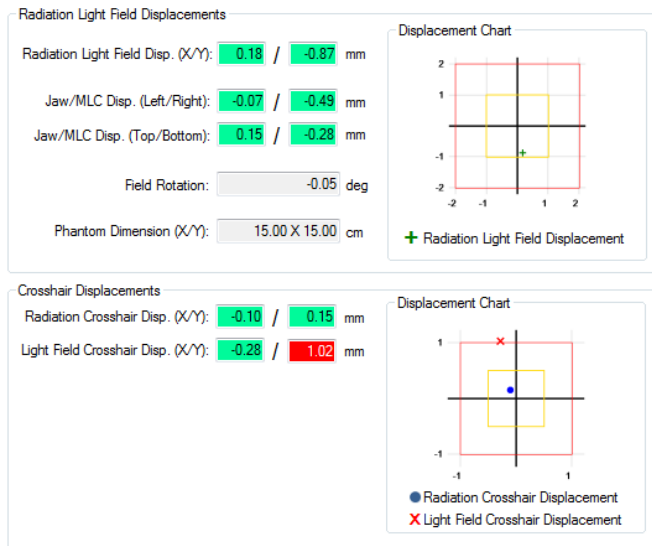 Radiation Light Field Displacements
Radiation Light Field Disp. (X/Y): 0.18 / -0.87 mm
Jaw/MLC Disp. (Left/Right): -0.07 / -0.49 mm
Jaw/MLC Disp. (Top/Bottom): 0.15 / -0.28 mm
Field Rotation: -0.05 deg
Phantom Dimension (X/Y): 15.00 X 15.00 cm
Displacement Chart
2
1
-1
-2
-2 -1 1 2
+ Radiation Light Field Displacement
Crosshair Displacements
Radiation Crosshair Disp. (X/Y): -0.10 / 0.15 mm
Light Field Crosshair Disp. (X/Y): -0.28 / 1.02 mm
Displacement Chart
1
-1
-1 1
Radiation Crosshair Displacement
X Light Field Crosshair Displacement